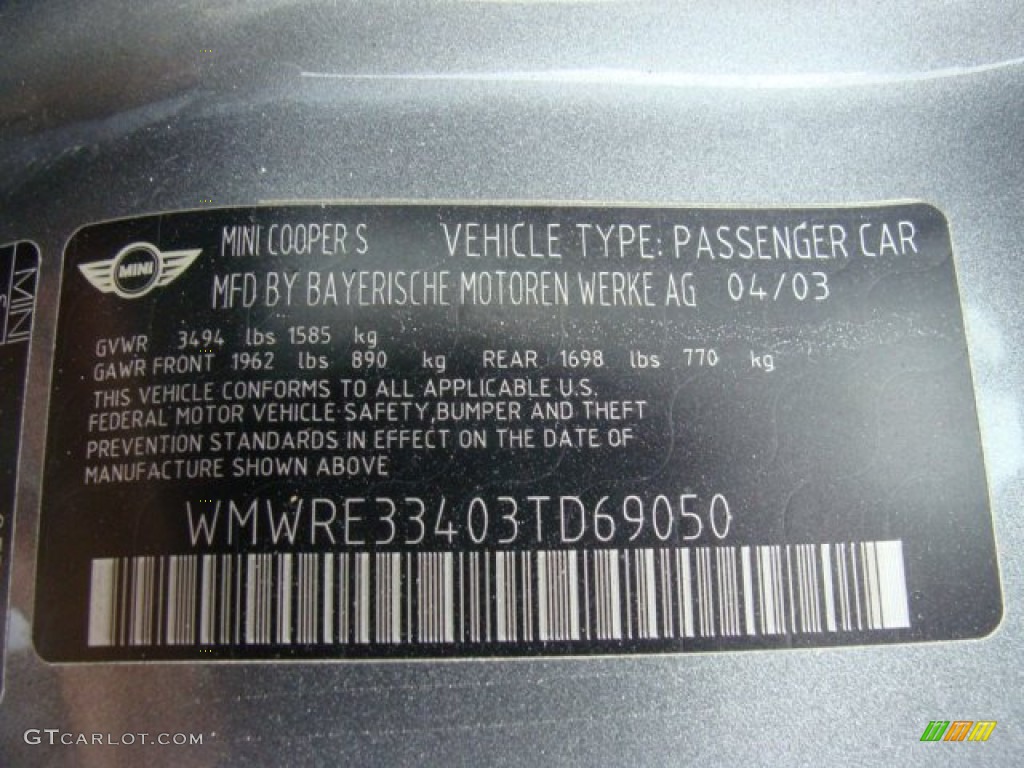 MINI
MINI COOPER S VEHICLE TYPE: PASSENGER CAR
MFD BY BAYERISCHE MOTOREN WERKE AG 04/03
GVWR 3494 lbs 1585 kg
GAWR FRONT 1962 lbs 890 kg REAR 1698 lbs 770 kg
THIS VEHICLE CONFORMS TO ALL APPLICABLE U.S.
FEDERAL MOTOR VEHICLE SAFETY, BUMPER AND THEFT
PREVENTION STANDARDS IN EFFECT ON THE DATE OF
MANUFACTURE SHOWN ABOVE
WMWRE33403TD69050
MINI
GTCARLOT.COM